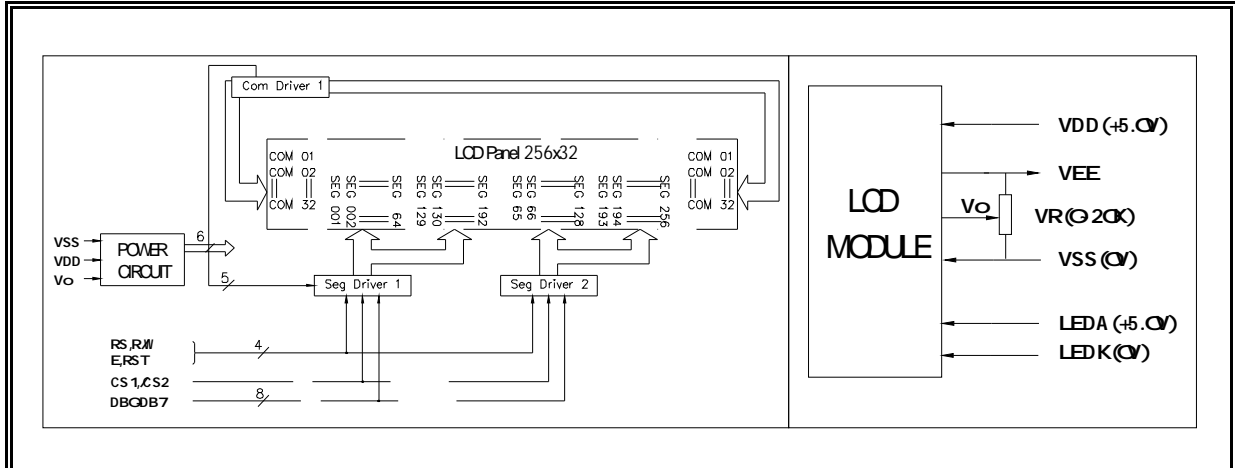 Com Driver 1
LCD Panel 256x32
COM 01
COM 02
COM 32
SEG 001
SEG 002
SEG 64
SEG 129
SEG 130
SEG 192
SEG 65
SEG 66
SEG 128
SEG 193
SEG 194
SEG 256
COM 01
COM 02
COM 32
VSS
VDD
Vo
POWER
CIRCUIT
6
5
Seg Driver 1
Seg Driver 2
RS,R/W
E,RST
4
CS1,/CS2
DB0-DB7
8
LCD
MODULE
VDD (+5.0V)
VEE
Vo
VR(0-20K)
VSS (0V)
LEDA (+5.0V)
LEDK (0V)